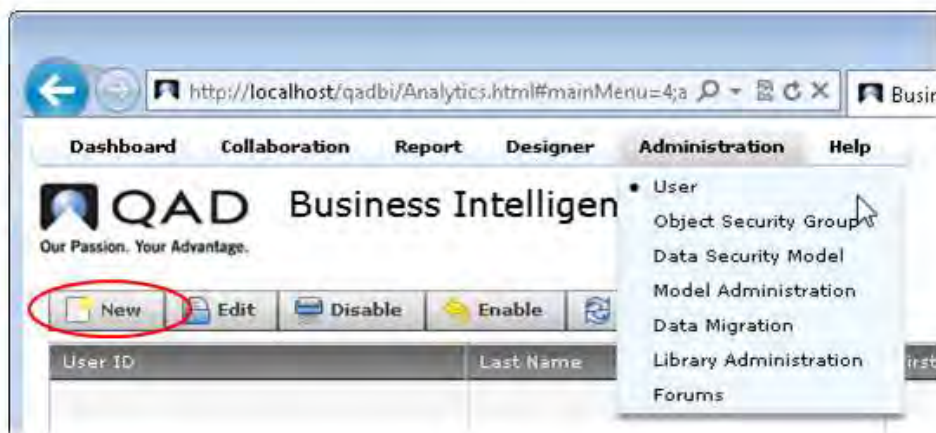 http://localhost/qadbi/Analytics.html#mainMenu=4;a
Busin
Dashboard Collaboration Report Designer Administration Help
QAD Business Intelligen
Our Passion. Your Advantage.
User
Object Security Group
Data Security Model
Model Administration
Data Migration
Library Administration
Forums
New Edit Disable Enable
User ID Last Name irst